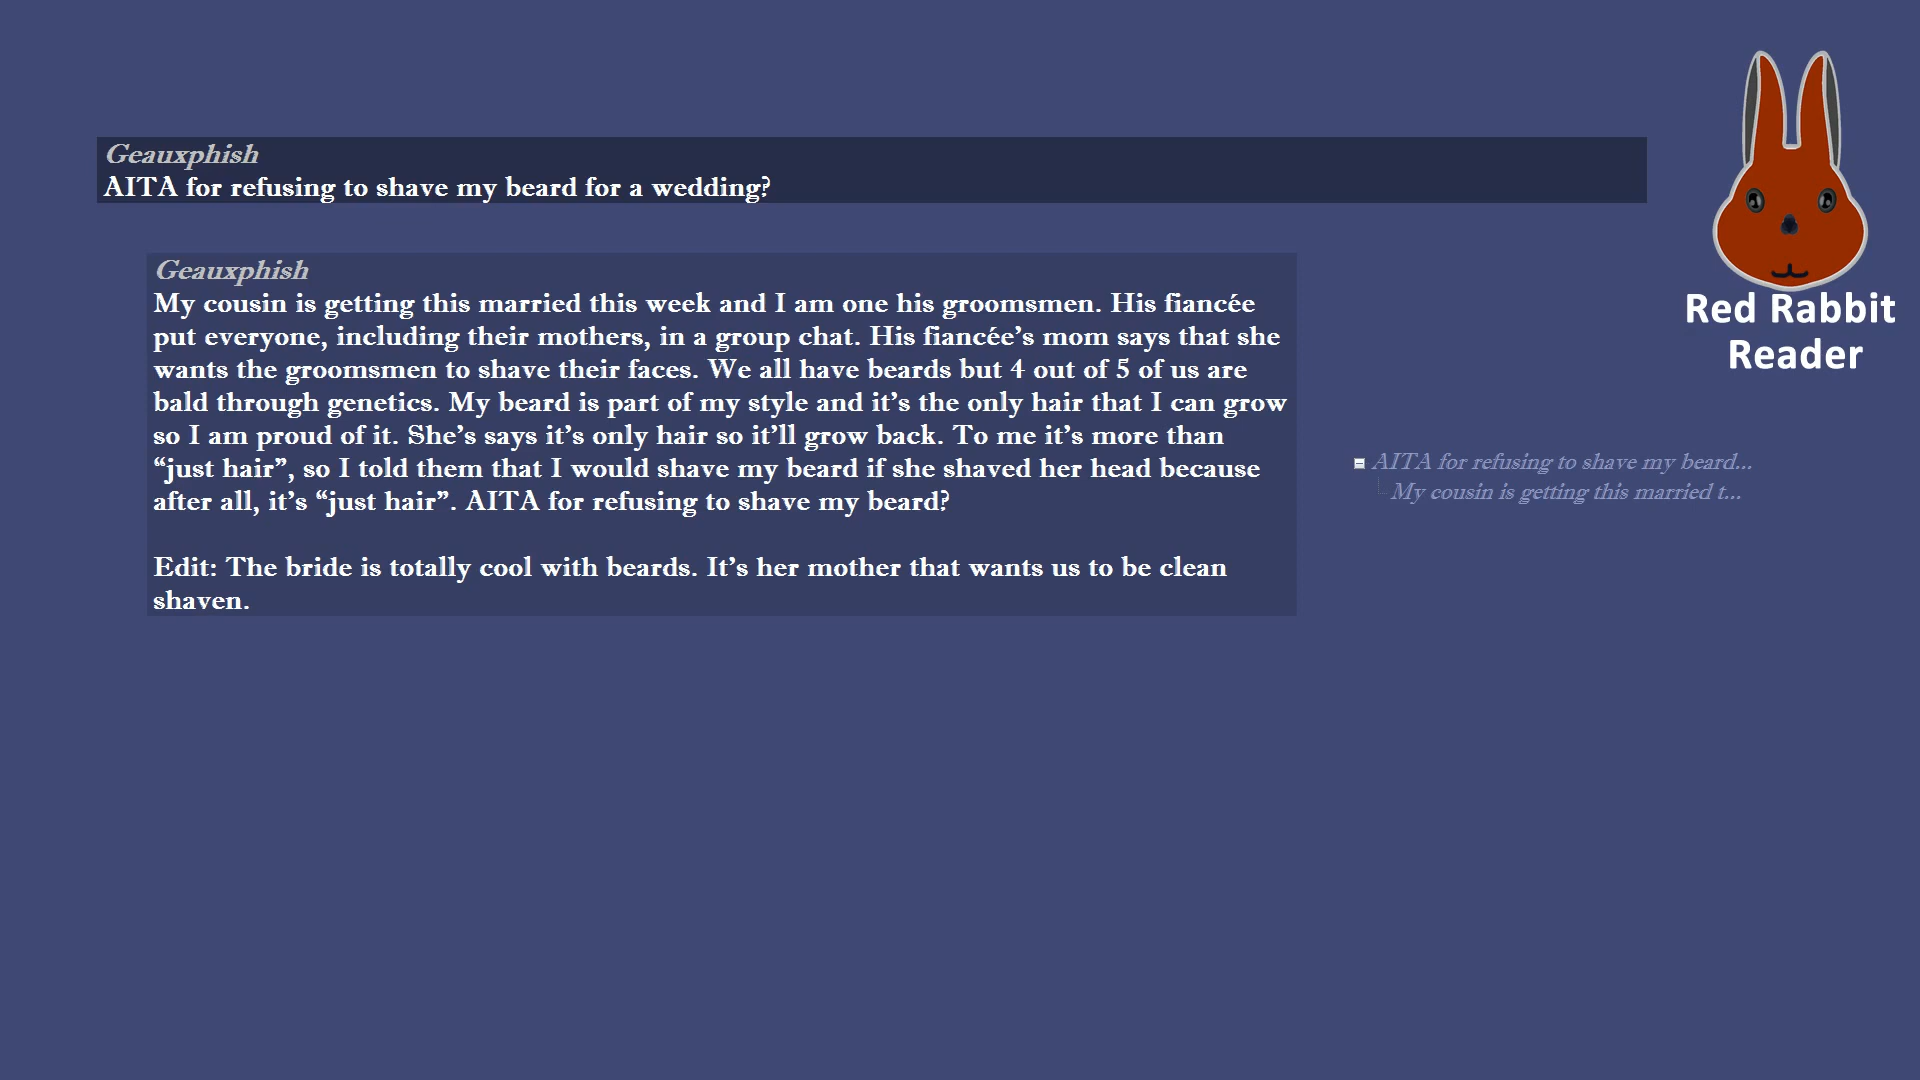 Geauxphish
AITA for refusing to shave my beard for a wedding?
Geauxphish
My cousin is getting this married this week and I am one his groomsmen. His fiancée
put everyone, including their mothers, in a group chat. His fiancée’s mom says that she
wants the groomsmen to shave their faces. We all have beards but 4 out of 5 of us are
bald through genetics. My beard is part of my style and it’s the only hair that I can grow
so I am proud of it. She’s says it’s only hair so it’ll grow back. To me it’s more than
“just hair”, so I told them that I would shave my beard if she shaved her head because
after all, it’s “just hair”. AITA for refusing to shave my beard?
Edit: The bride is totally cool with beards. It’s her mother that wants us to be clean
shaven.
Red Rabbit
Reader
AITA for refusing to shave my beard...
My cousin is getting this married t...